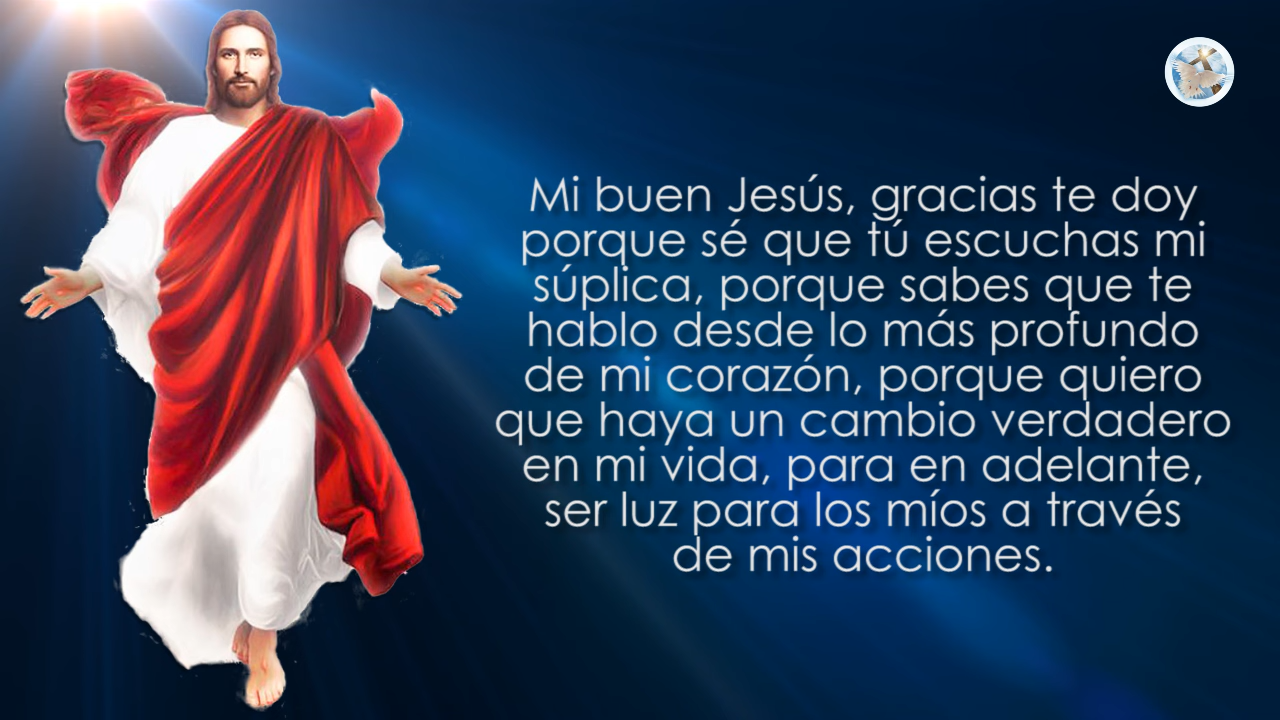 Mi buen Jesús, gracias te doy
porque sé que tú escuchas mi
súplica, porque sabes que te
hablo desde lo más profundo
de mi corazón, porque quiero
que haya un cambio verdadero
en mi vida, para en adelante,
ser luz para los míos a través
de mis acciones.